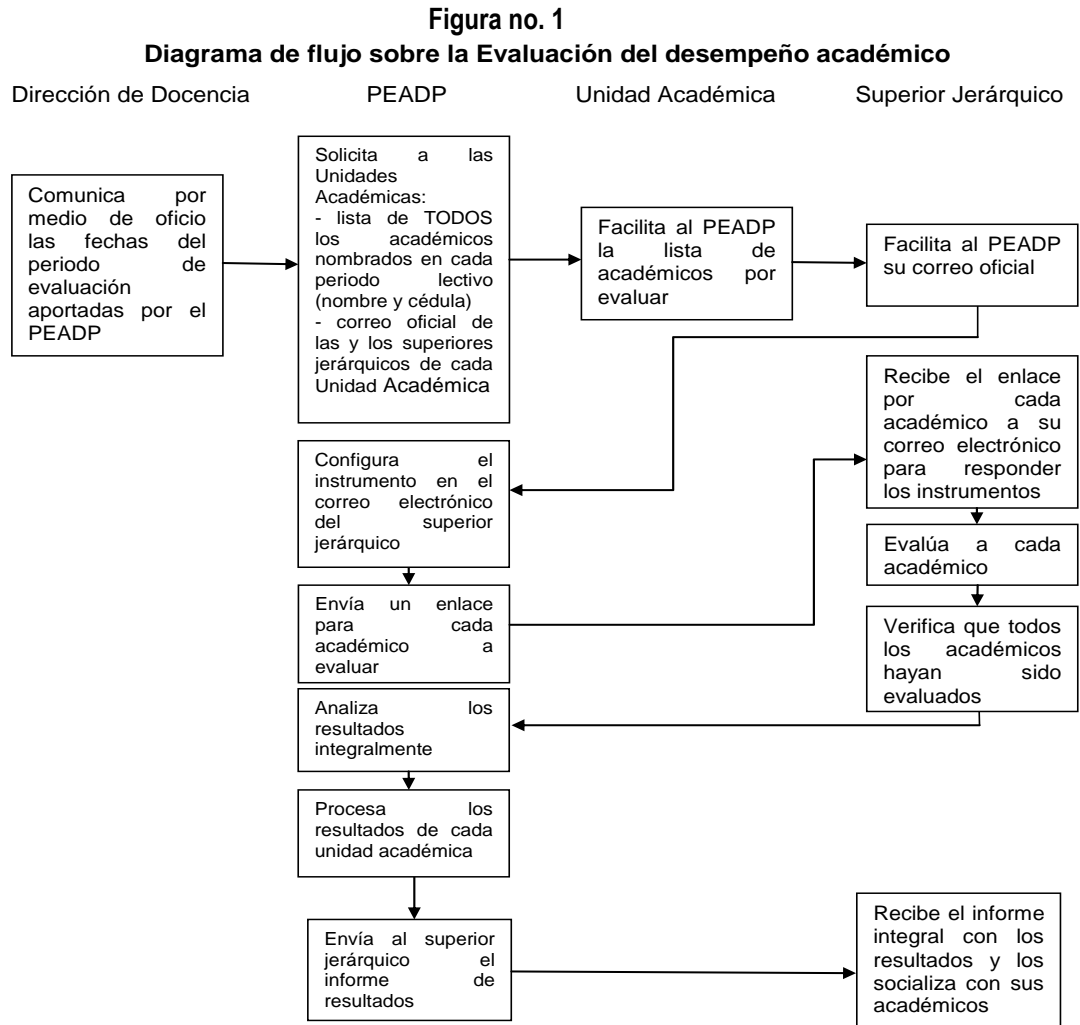 Figura no. 1
Diagrama de flujo sobre la Evaluación del desempeño académico
Dirección de Docencia
PEADP
Unidad Académica
Superior Jerárquico
Comunica por
medio de oficio
las fechas del
periodo de
evaluación
aportadas por el
PEADP
Solicita a las
Unidades
Académicas:
- lista de TODOS
los académicos
nombrados en cada
periodo lectivo
(nombre y cédula)
- correo oficial de
las y los superiores
jerárquicos de cada
Unidad Académica
Facilita al PEADP
la lista de
académicos por
evaluar
Facilita al PEADP
su correo oficial
Configura el
instrumento en el
correo electrónico
del superior
jerárquico
Envía un enlace
para cada
académico a
evaluar
Recibe el enlace
por cada
académico a su
correo electrónico
para responder
los instrumentos
Evalúa a cada
académico
Verifica que todos
los académicos
hayan sido
evaluados
Analiza los
resultados
integralmente
Procesa los
resultados de cada
unidad académica
Envía al superior
jerárquico el
informe de
resultados
Recibe el informe
integral con los
resultados y los
socializa con sus
académicos